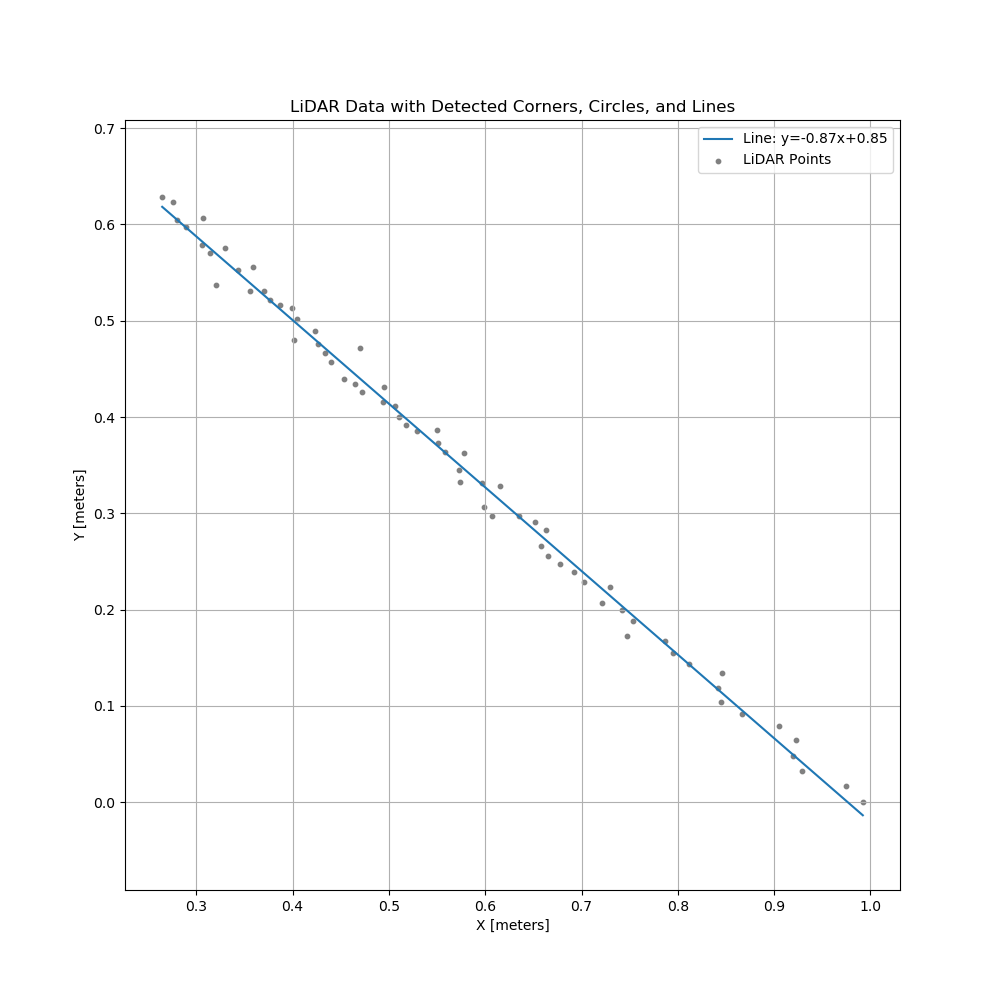 LiDAR Data with Detected Corners, Circles, and Lines
Line: y=-0.87x+0.85
LiDAR Points
0.7
0.6
0.5
0.4
0.3
0.2
0.1
0.0
Y [meters]
0.3 0.4 0.5 0.6 0.7 0.8 0.9 1.0
X [meters]